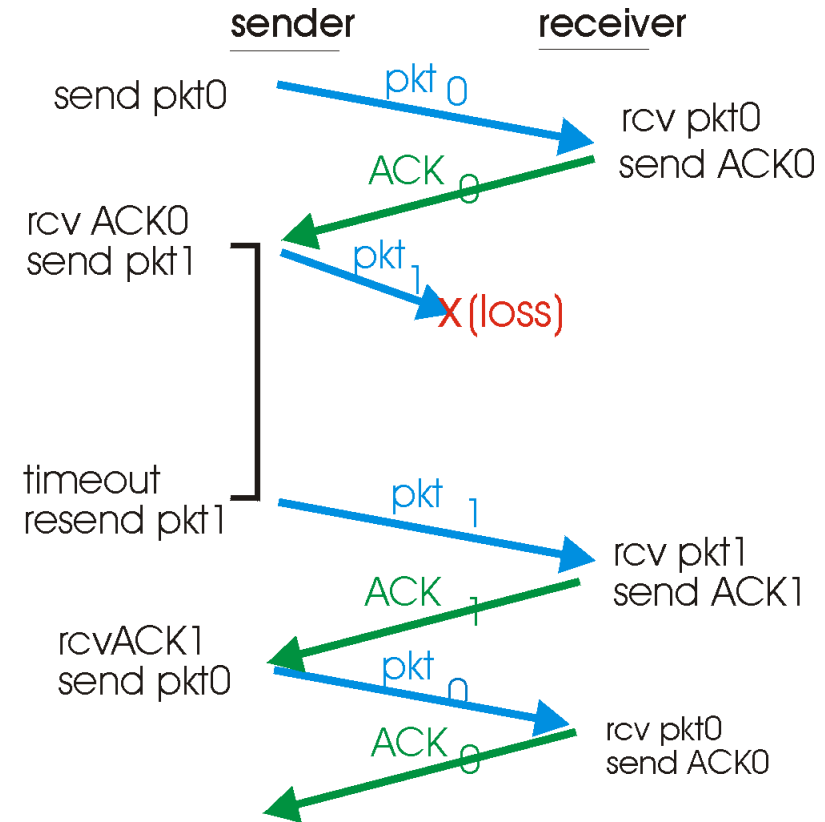 sender
receiver
send pkt0
pkt 0
rcv pkt0
send ACK0
ACK 0
rcv ACK0
send pkt1
pkt 1
X (loss)
timeout
resend pkt1
pkt 1
rcv pkt1
send ACK1
ACK 1
rcvACK1
send pkt0
pkt 0
rcv pkt0
send ACK0
ACK 0